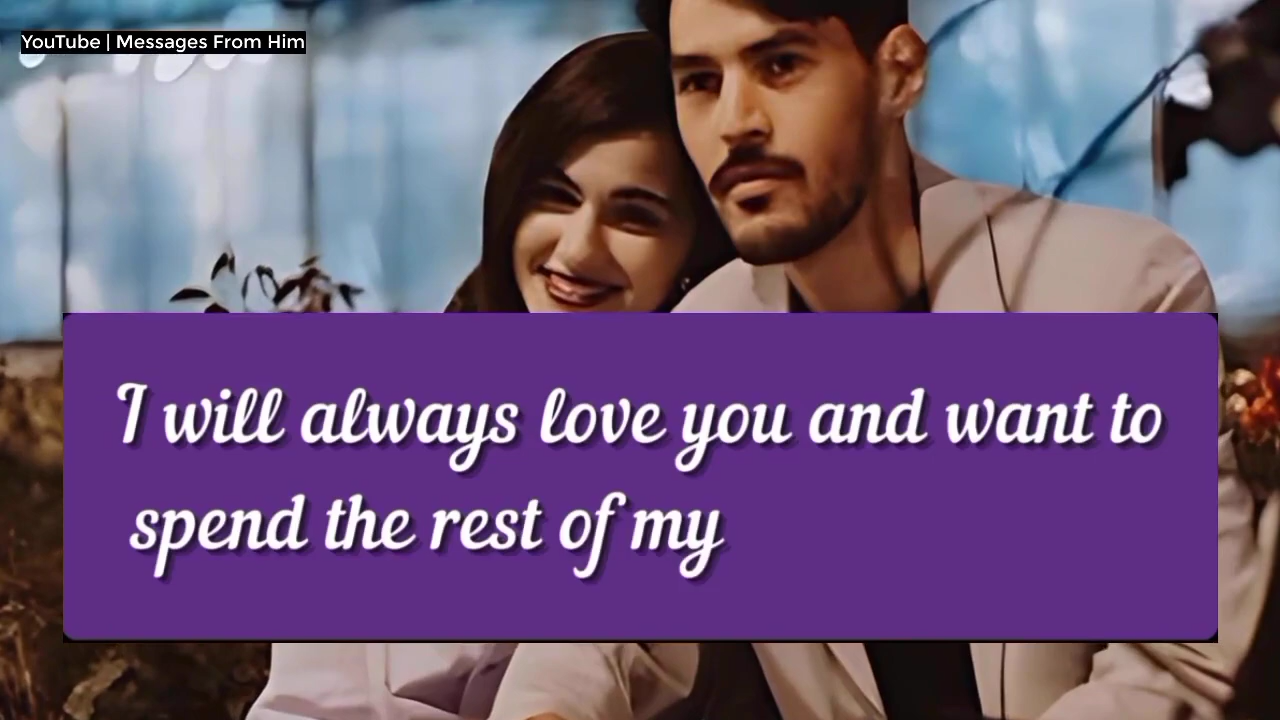 YouTube | Messages From Him
I will always love you and want to
spend the rest of my